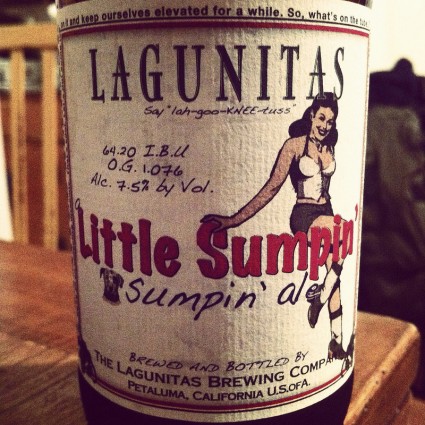 it and keep ourselves elevated for a while. So, what's on the
LAGUNITAS
Say "lah-goo-KNEE-tuss"
64.20 I.B.U
O.G. 1.076
Alc. 7.5% by Vol.
a
Little Sumpin'
Sumpin' ale
BREWED AND BOTTLED BY
THE LAGUNITAS BREWING COMPA
PETALUMA, CALIFORNIA U.S.ofA.